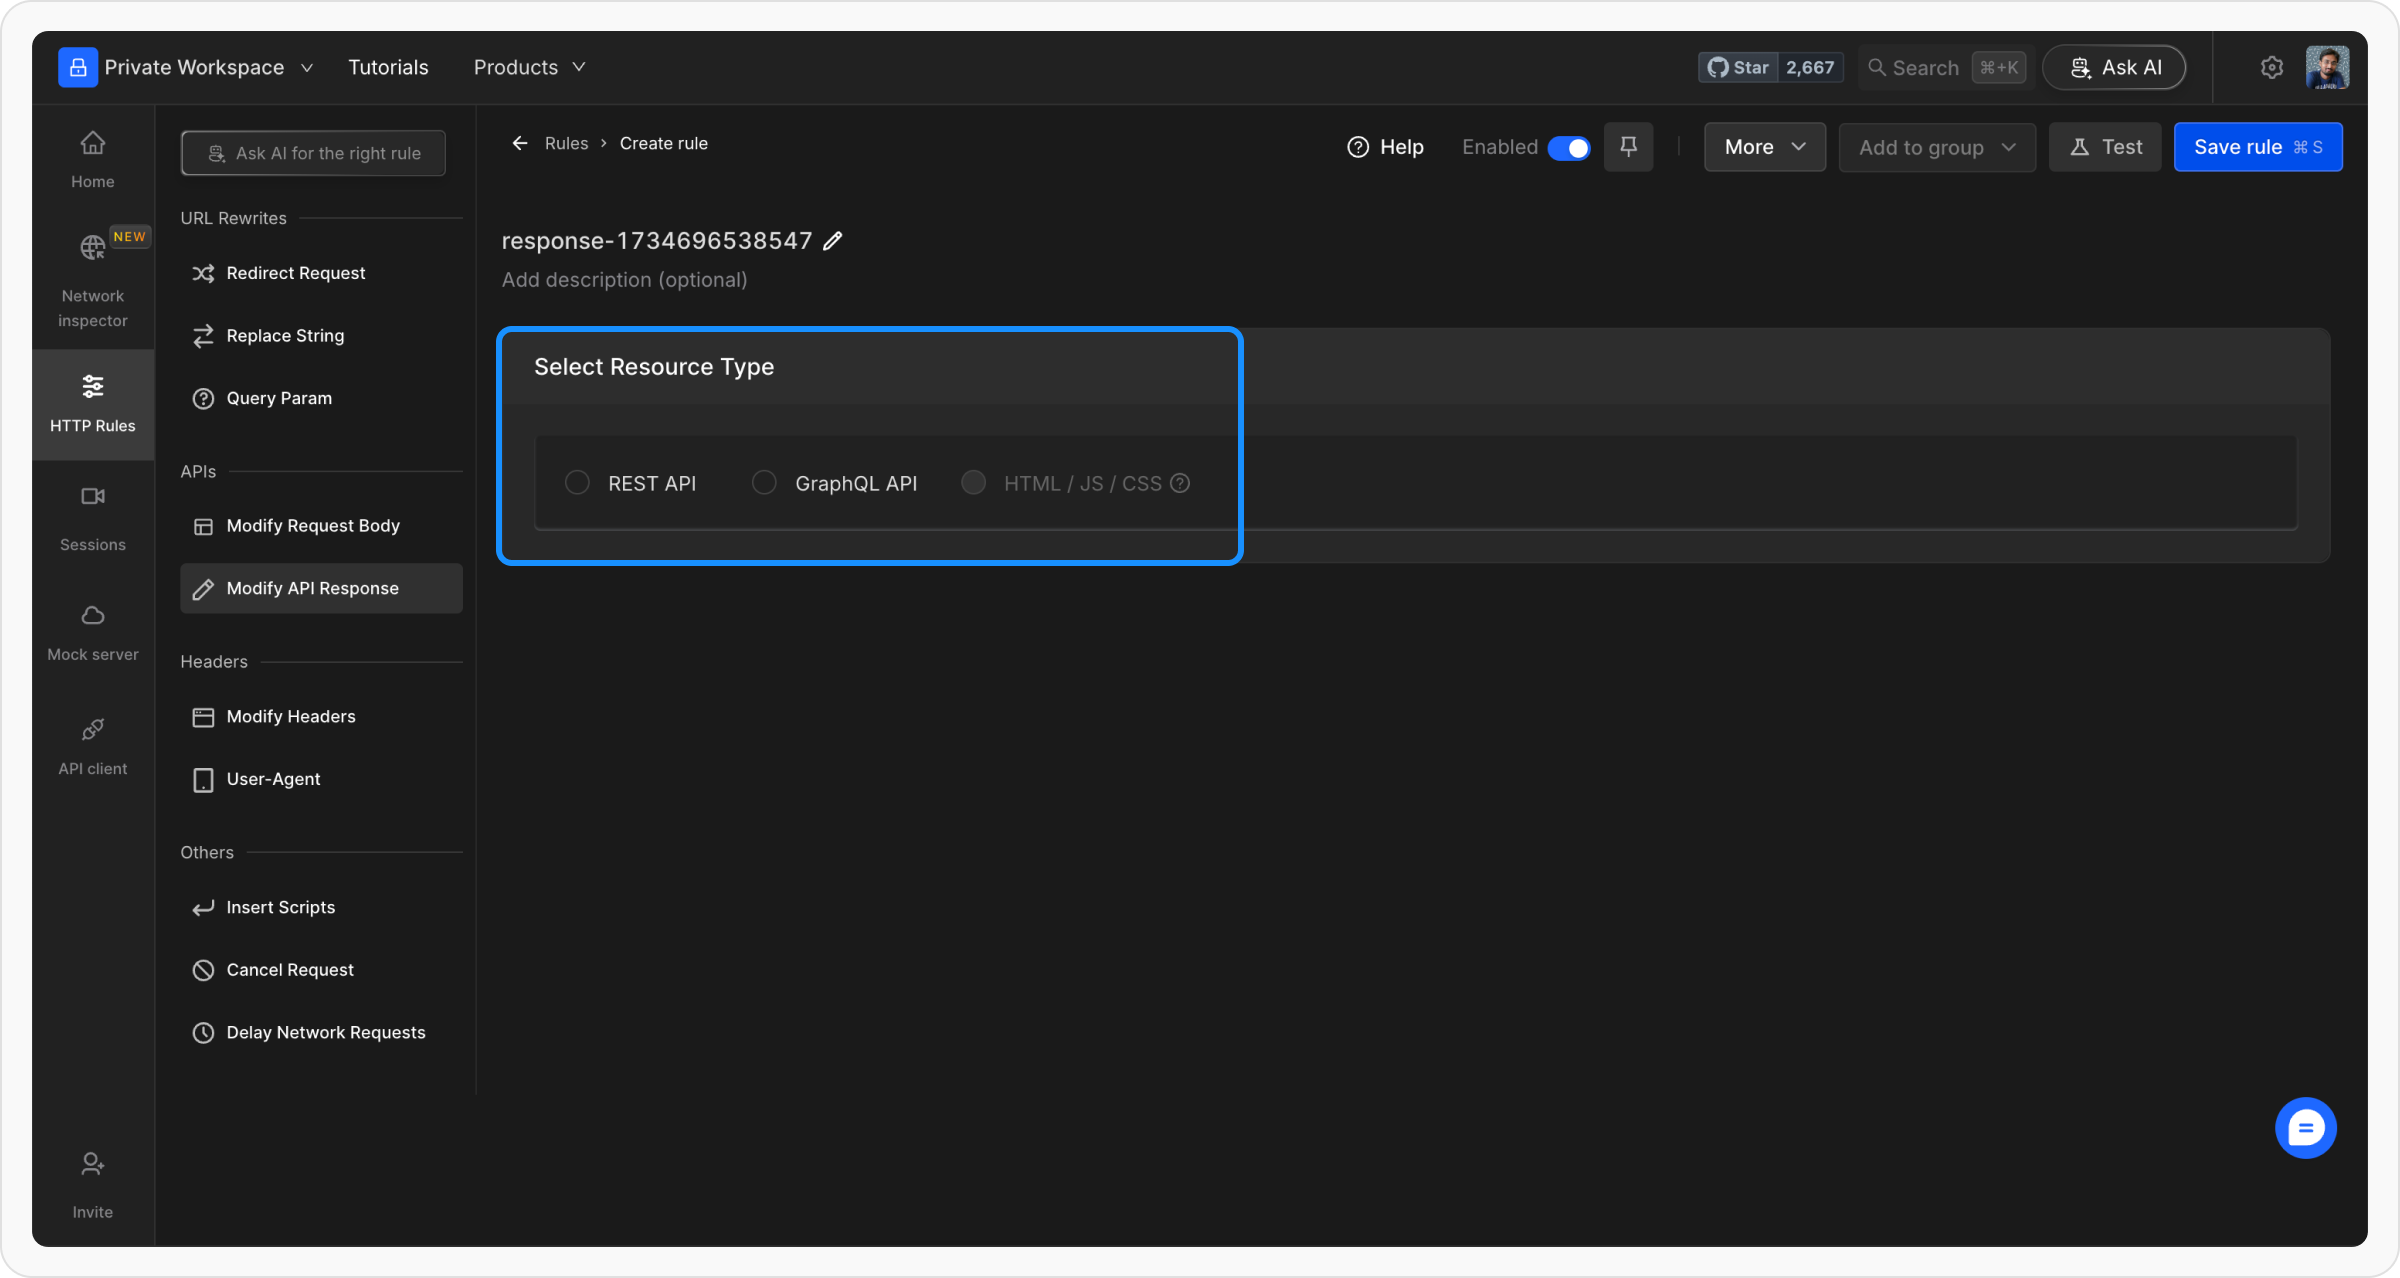 Private Workspace
Tutorials
Products
Star 2,667
Search ⌘+K
Ask AI
Home
NEW
Network
inspector
HTTP Rules
Sessions
Mock server
API client
Invite
Ask AI for the right rule
URL Rewrites
Redirect Request
Replace String
Query Param
APIs
Modify Request Body
Modify API Response
Headers
Modify Headers
User-Agent
Others
Insert Scripts
Cancel Request
Delay Network Requests
Rules > Create rule
Help
Enabled
More
Add to group
Test
Save rule ⌘ S
response-1734696538547
Add description (optional)
Select Resource Type
REST API
GraphQL API
HTML / JS / CSS